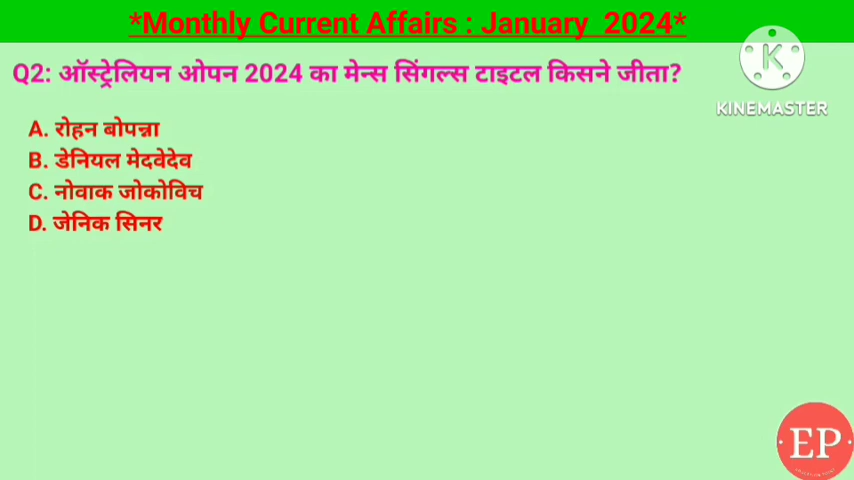 *Monthly Current Affairs : January 2024*
Q2: ऑस्ट्रेलियन ओपन 2024 का मेन्स सिंगल्स टाइटल किसने जीता?
K
KINEMASTER
A. रोहन बोपन्ना
B. डेनियल मेदवेदेव
C. नोवाक जोकोविच
D. जेनिक सिनर
EP